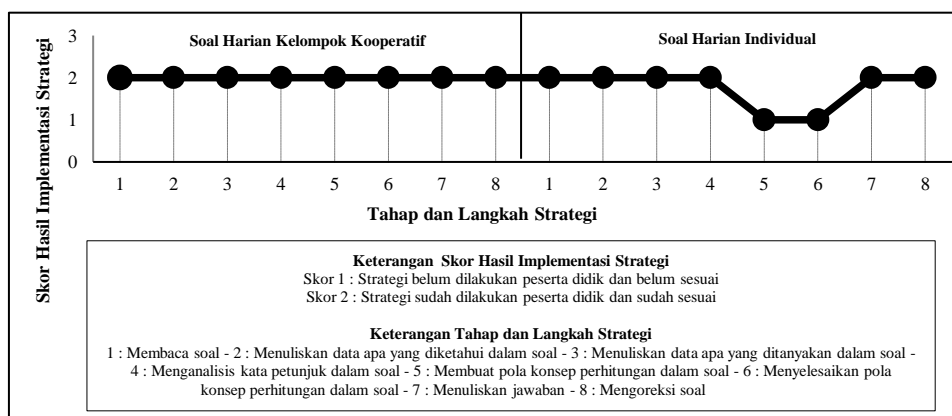 Soal Harian Kelompok Kooperatif
Soal Harian Individual
Skor Hasil Implementasi Strategi
3
2
1
0
1 2 3 4 5 6 7 8 1 2 3 4 5 6 7 8
Tahap dan Langkah Strategi
Keterangan Skor Hasil Implementasi Strategi
Skor 1 : Strategi belum dilakukan peserta didik dan belum sesuai
Skor 2 : Strategi sudah dilakukan peserta didik dan sudah sesuai
Keterangan Tahap dan Langkah Strategi
1 : Membaca soal - 2 : Menuliskan data apa yang diketahui dalam soal - 3 : Menuliskan data apa yang ditanyakan dalam soal -
4 : Menganalisis kata petunjuk dalam soal - 5 : Membuat pola konsep perhitungan dalam soal - 6 : Menyelesaikan pola
konsep perhitungan dalam soal - 7 : Menuliskan jawaban - 8 : Mengoreksi soal